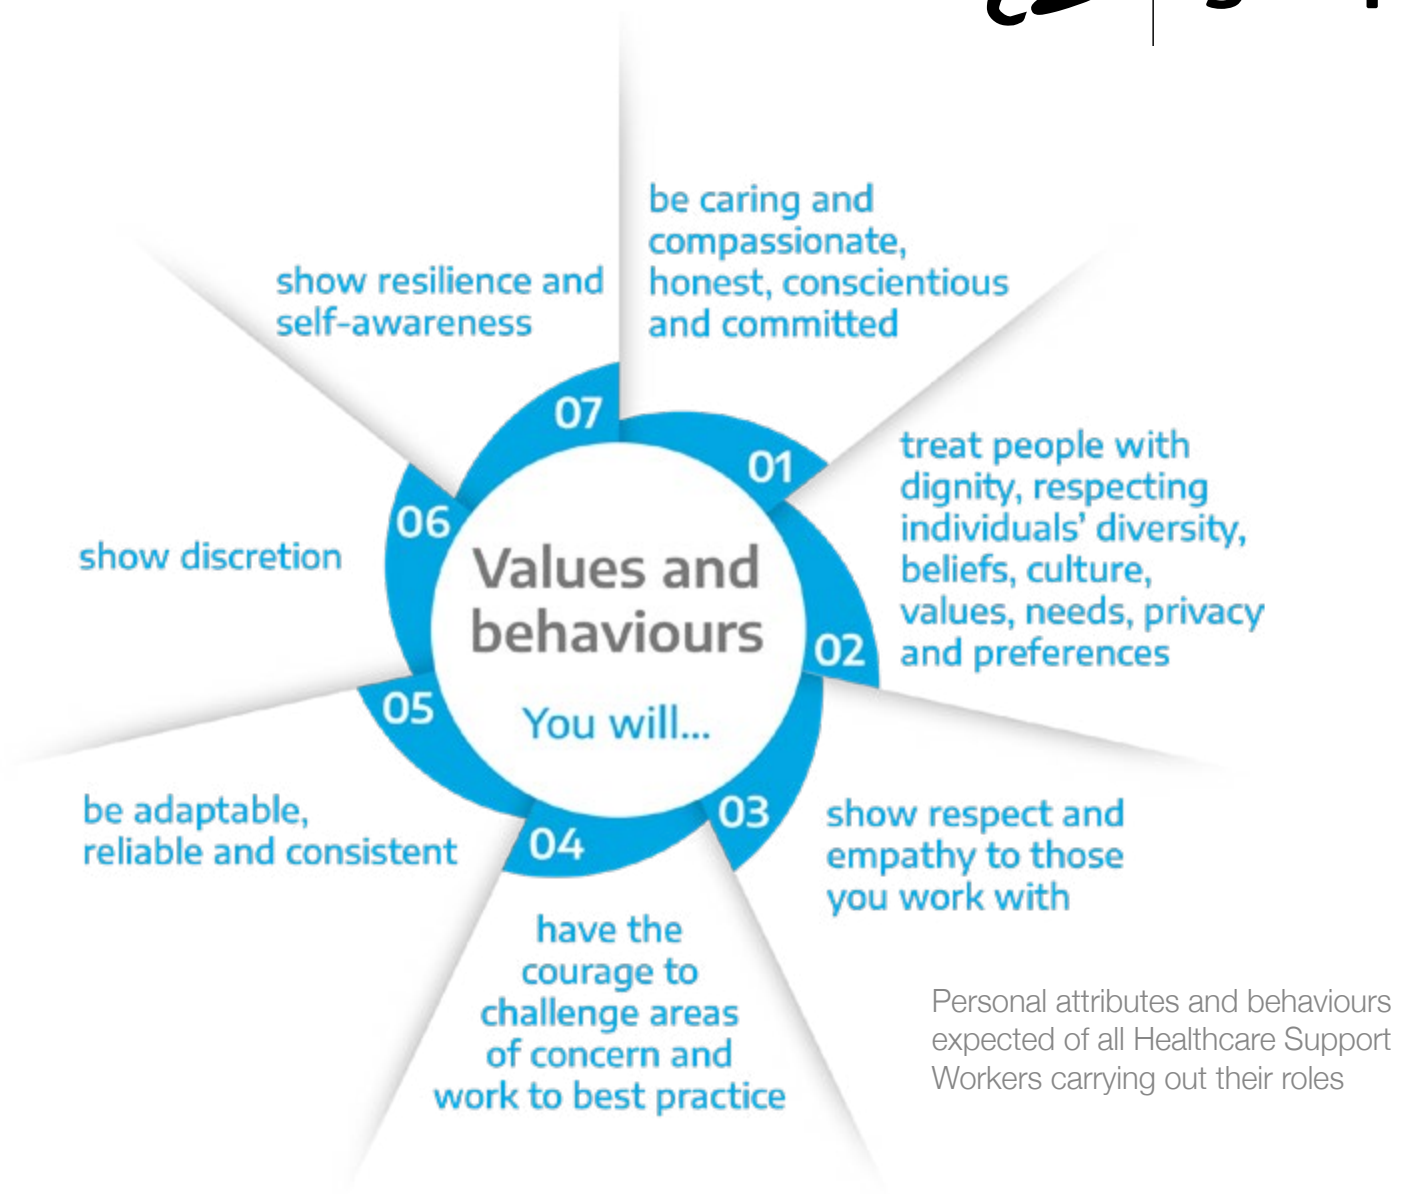 be caring and
compassionate,
honest, conscientious
and committed
01
treat people with
dignity, respecting
individuals’ diversity,
beliefs, culture,
values, needs, privacy
and preferences
02
show respect and
empathy to those
you work with
03
have the
courage to
challenge areas
of concern and
work to best practice
04
be adaptable,
reliable and consistent
05
show discretion
06
show resilience and
self-awareness
07
Values and
behaviours
You will...
Personal attributes and behaviours
expected of all Healthcare Support
Workers carrying out their roles